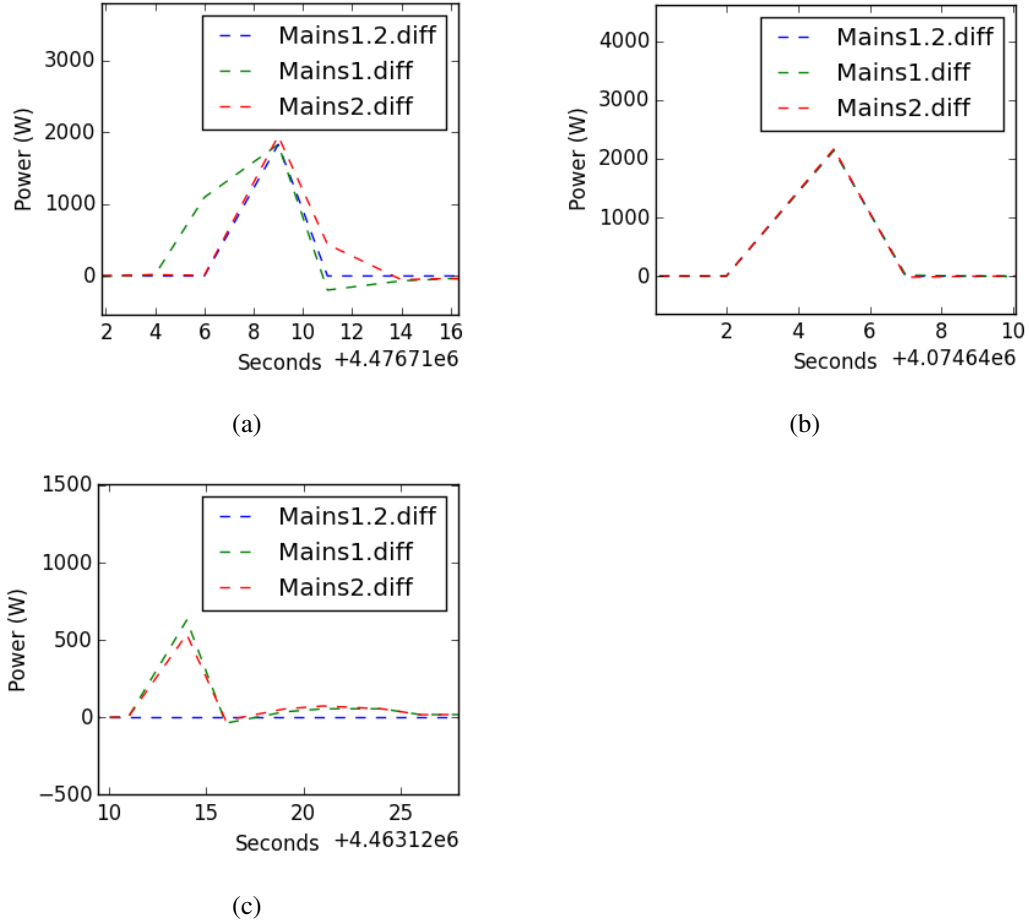 Power (W)
3000
2000
1000
0
Mains1.2.diff
Mains1.diff
Mains2.diff
2 4 6 8 10 12 14 16
Seconds +4.47671e6
(a)
Power (W)
4000
3000
2000
1000
0
Mains1.2.diff
Mains1.diff
Mains2.diff
2 4 6 8 10
Seconds +4.07464e6
(b)
Power (W)
1500
1000
500
0
−500
Mains1.2.diff
Mains1.diff
Mains2.diff
10 15 20 25
Seconds +4.46312e6
(c)